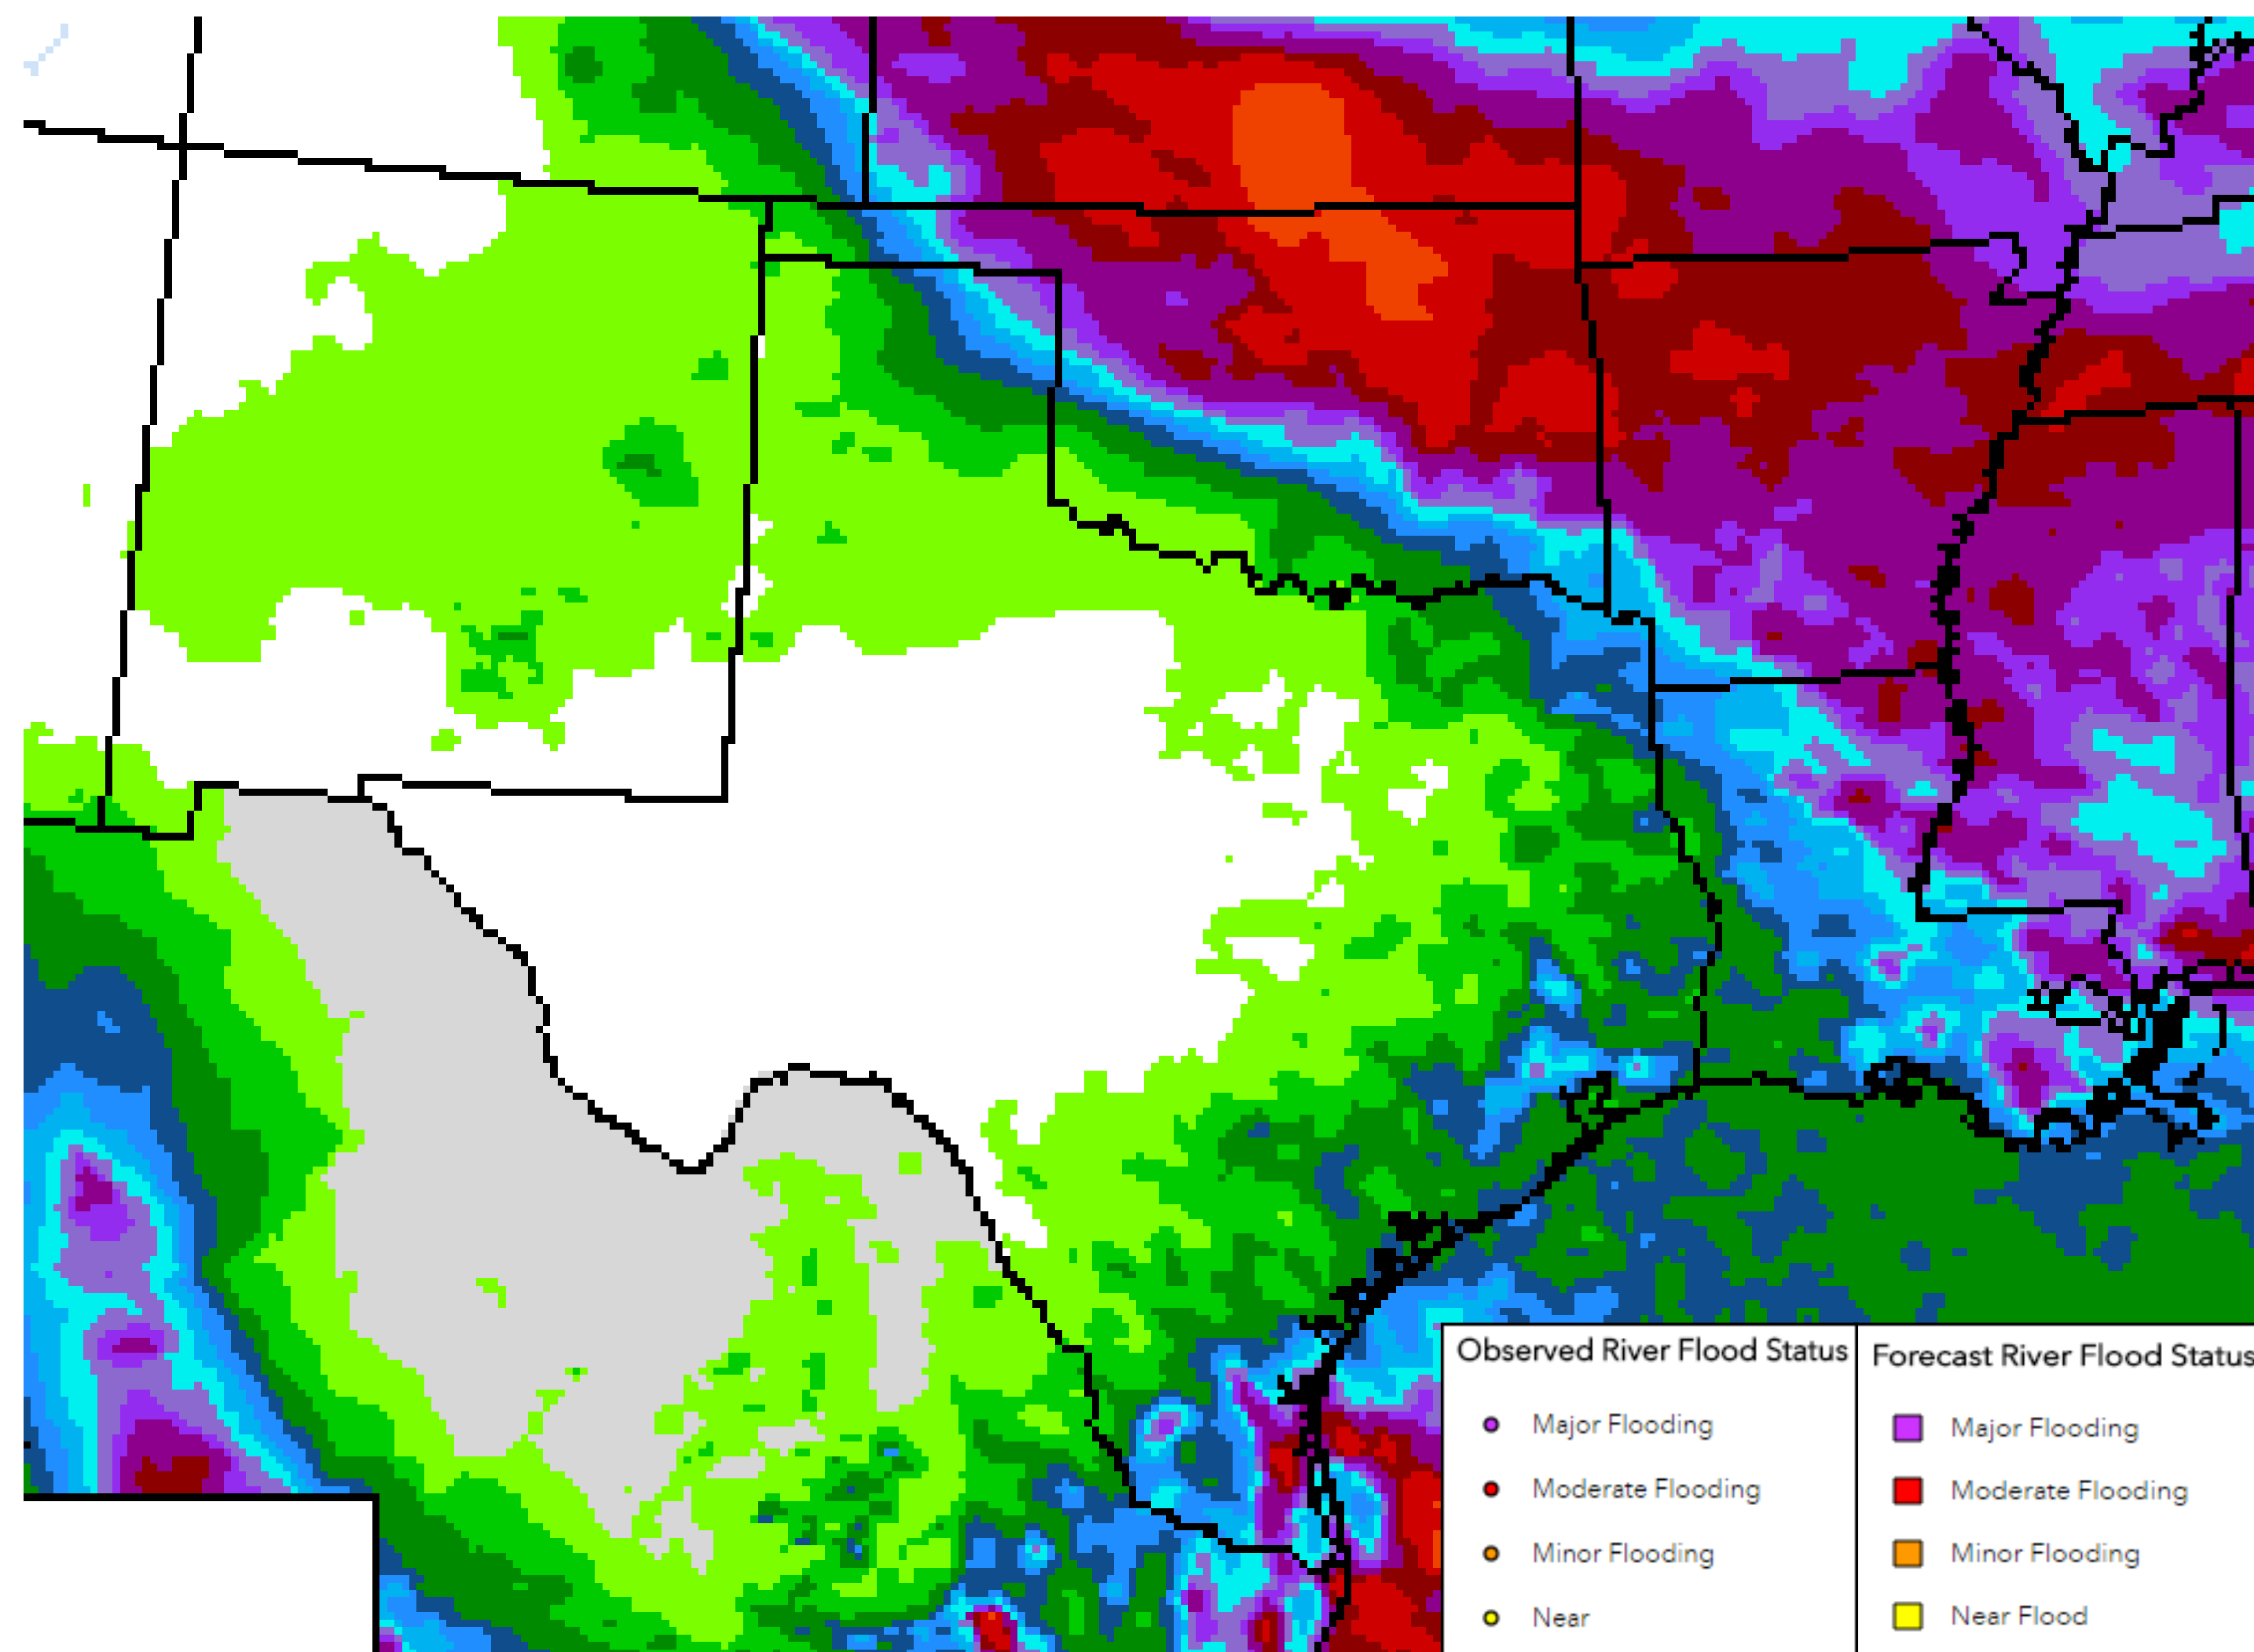 Observed River Flood Status
Major Flooding
Moderate Flooding
Minor Flooding
Near
Forecast River Flood Status
Major Flooding
Moderate Flooding
Minor Flooding
Near Flood